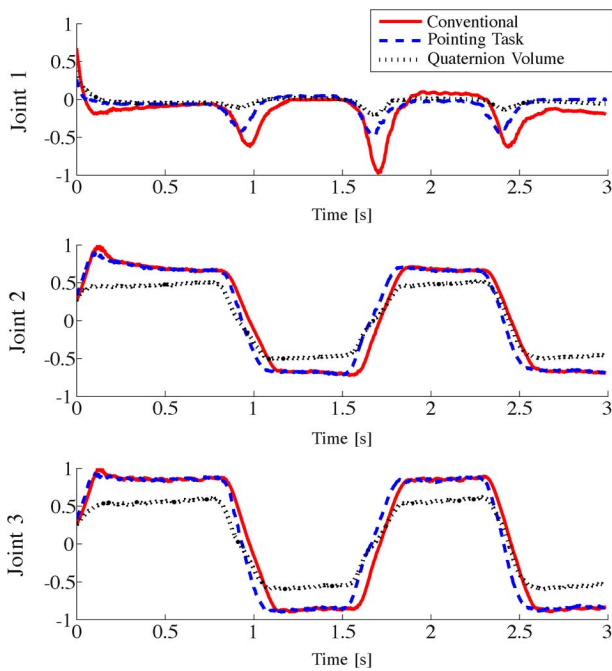 Conventional
Pointing Task
Quaternion Volume
1
0.5
0
-0.5
-1
Joint 1
0 0.5 1 1.5 2 2.5 3
Time [s]
1
0.5
0
-0.5
-1
Joint 2
0 0.5 1 1.5 2 2.5 3
Time [s]
1
0.5
0
-0.5
-1
Joint 3
0 0.5 1 1.5 2 2.5 3
Time [s]